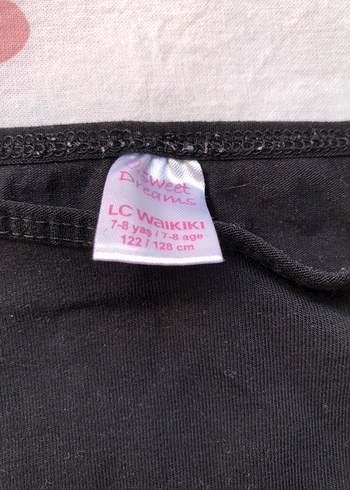 Sweet
Dreams
LC WaIKIKI
7-8 yaş / 7-8 age
122 / 128 cm